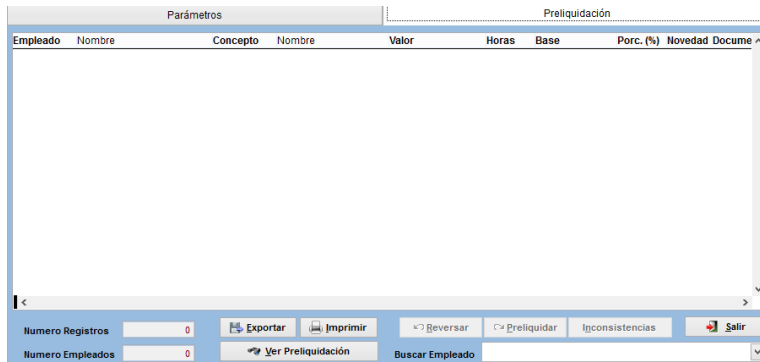 Parámetros Preliquidación
Empleado Nombre Concepto Nombre Valor Horas Base Porc. (%) Novedad Docume
Numero Registros 0 Exportar Imprimir Reversar Preliquidar Inconsistencias Salir
Numero Empleados 0 Ver Preliquidación Buscar Empleado